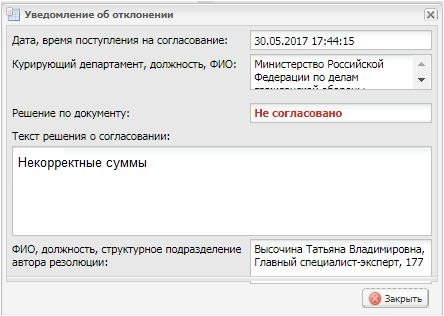 Уведомление об отклонении
Дата, время поступления на согласование:
30.05.2017 17:44:15
Курирующий департамент, должность, ФИО:
Министерство Российской
Федерации по делам
гражданской обороны
Решение по документу:
Не согласовано
Текст решения о согласовании:
Некорректные суммы
ФИО, должность, структурное подразделение
автора резолюции:
Высочина Татьяна Владимировна,
Главный специалист-эксперт, 177
Закрыть